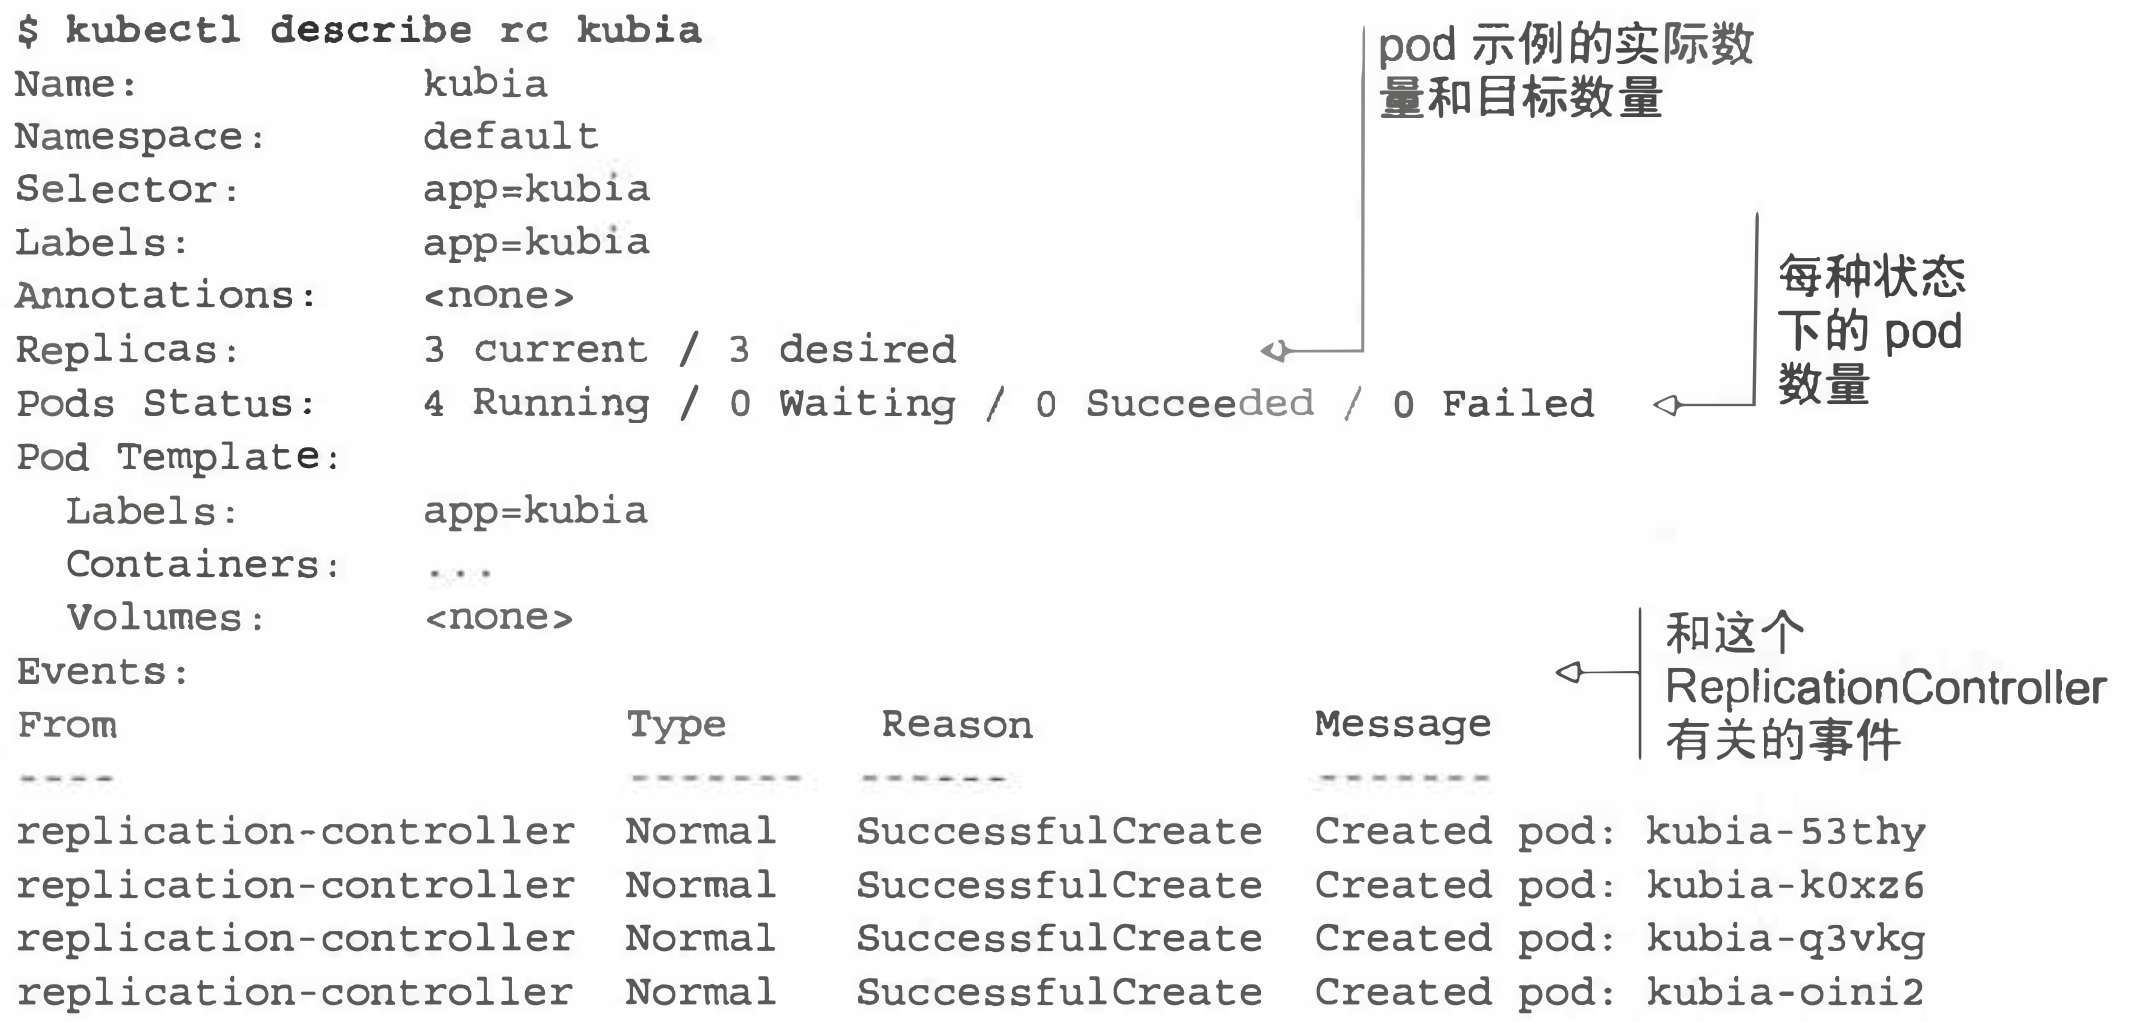 $ kubectl describe rc kubia
Name: kubia
Namespace: default
Selector: app=kubia
Labels: app=kubia
Annotations: <none>
Replicas: 3 current / 3 desired
Pods Status: 4 Running / 0 Waiting / 0 Succeeded / 0 Failed
Pod Template:
  Labels: app=kubia
  Containers: ...
  Volumes: <none>
Events:
From Type Reason Message
---- ------- ------ -------
replication-controller Normal SuccessfulCreate Created pod: kubia-53thy
replication-controller Normal SuccessfulCreate Created pod: kubia-k0xz6
replication-controller Normal SuccessfulCreate Created pod: kubia-q3vkg
replication-controller Normal SuccessfulCreate Created pod: kubia-oini2
pod 示例的实际数
量和目标数量
每种状态
下的 pod
数量
和这个
ReplicationController
有关的事件